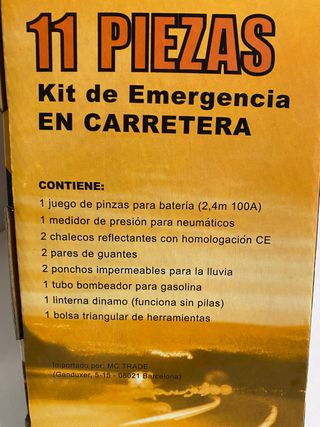 11 PIEZAS
Kit de Emergencia
EN CARRETERA
CONTIENE:
1 juego de pinzas para batería (2,4m 100A)
1 medidor de presión para neumáticos
2 chalecos reflectantes con homologación CE
2 pares de guantes
2 ponchos impermeables para la lluvia
1 tubo bombeador para gasolina
1 linterna dinamo (funciona sin pilas)
1 bolsa triangular de herramientas
Importado por: MC TRADE
(Ganduxer, 5-15 - 08021 Barcelona)